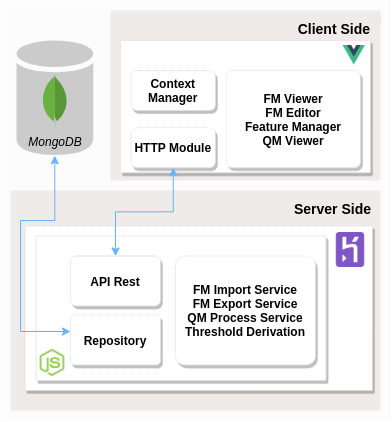 Client Side
MongoDB
Context
Manager
HTTP Module
FM Viewer
FM Editor
Feature Manager
QM Viewer
Server Side
API Rest
Repository
FM Import Service
FM Export Service
QM Process Service
Threshold Derivation
JS